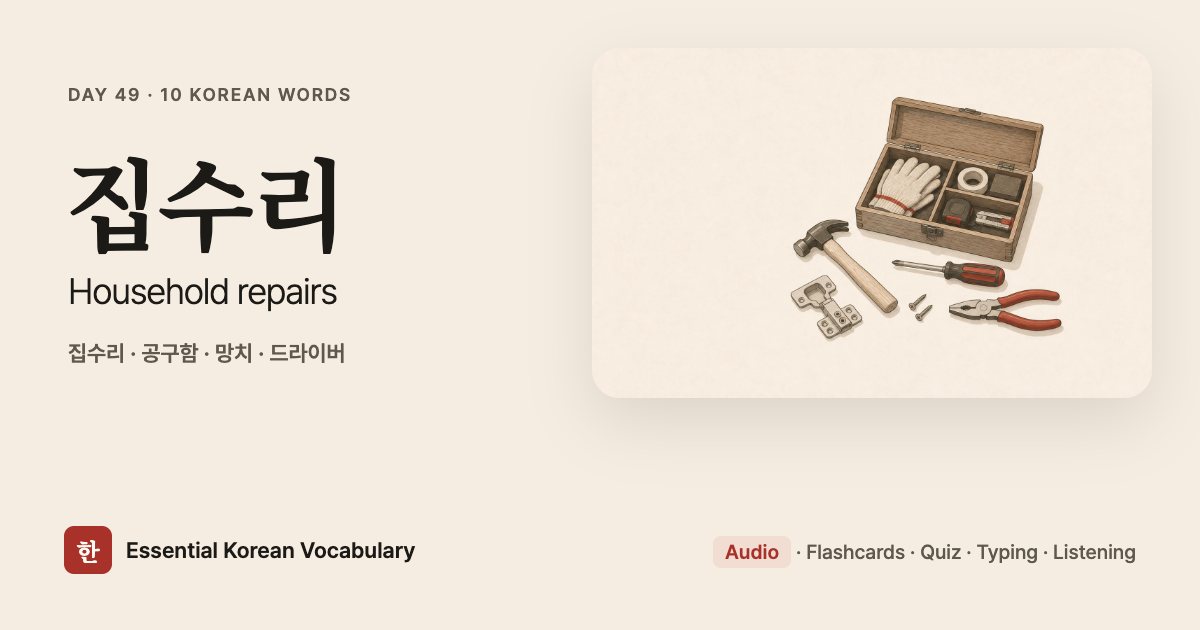 DAY 49 · 10 KOREAN WORDS
집수리
Household repairs
집수리 · 공구함 · 망치 · 드라이버
한 Essential Korean Vocabulary
Audio · Flashcards · Quiz · Typing · Listening